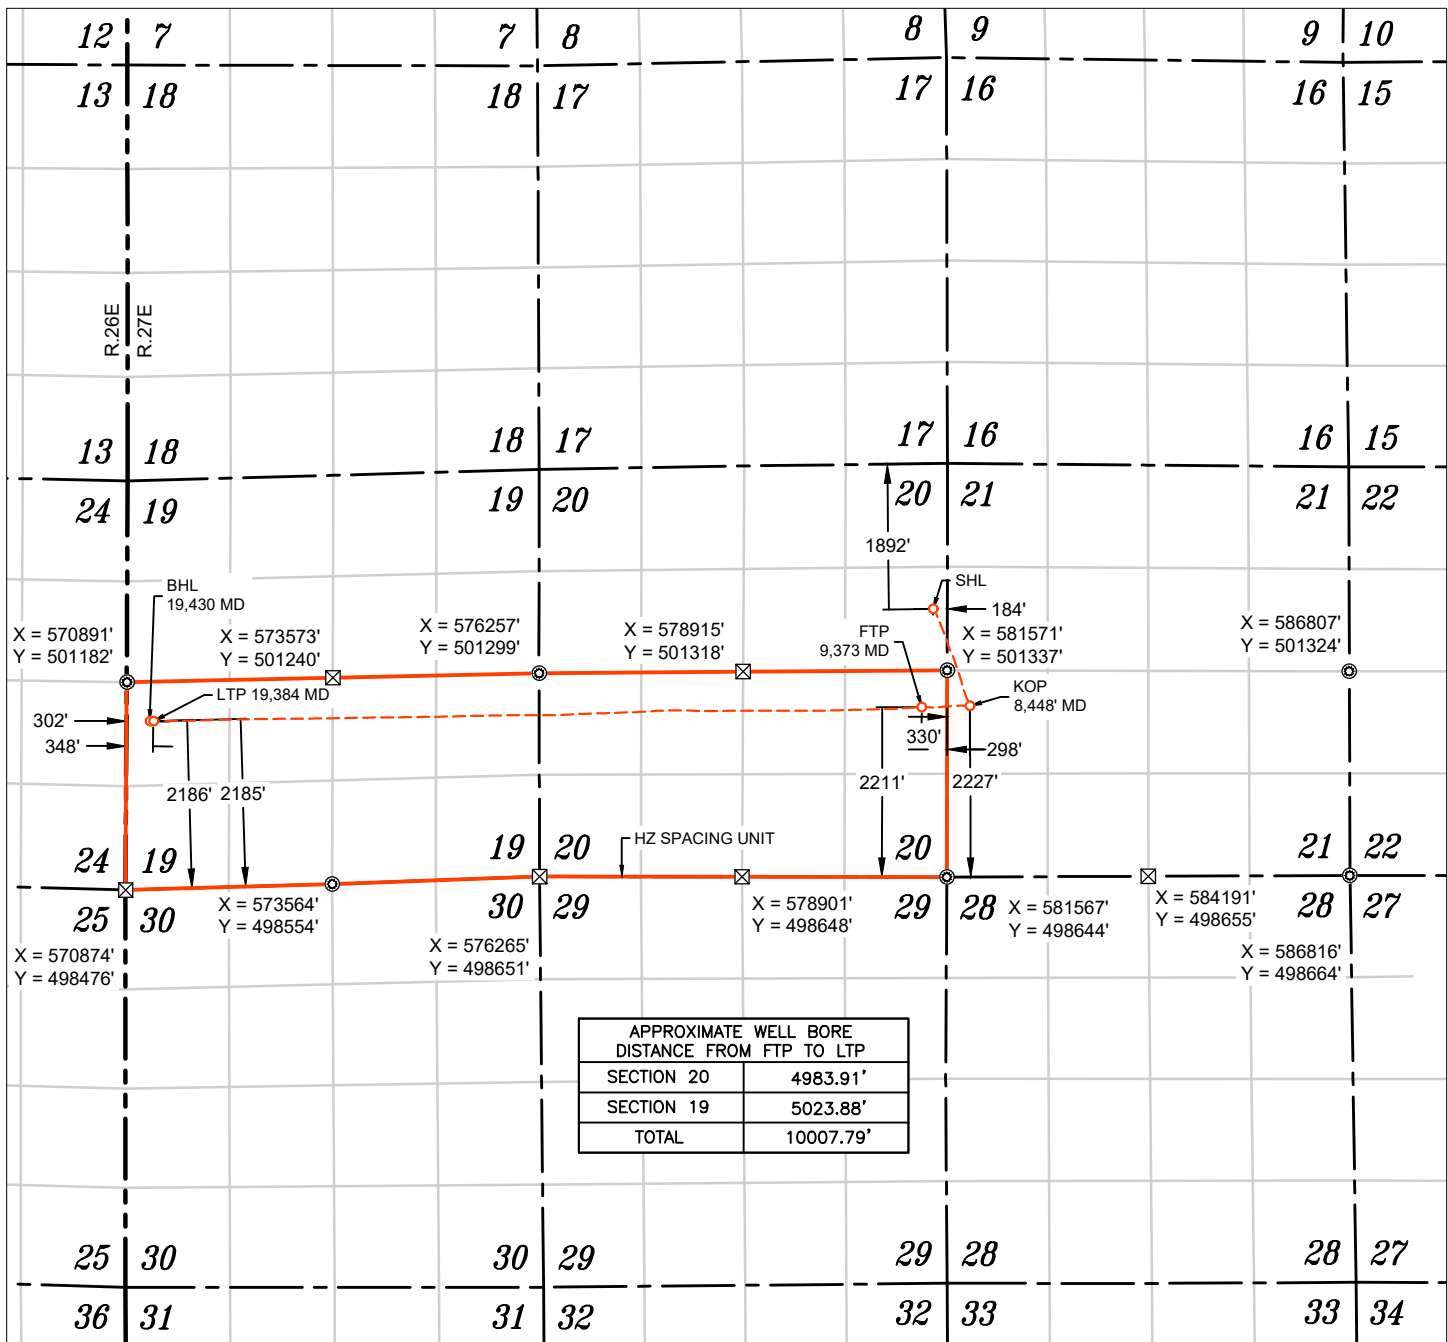 12 7
7 8
8 9
9 10
13 18
18 17
17 16
16 15
R.26E
R.27E
13 18
18 17
17 16
16 15
24 19
19 20
20 21
21 22
1892'
BHL
19,430 MD
SHL
184'
X = 570891'
Y = 501182'
X = 573573'
Y = 501240'
X = 576257'
Y = 501299'
X = 578915'
Y = 501318'
FTP
9,373 MD
X = 581571'
Y = 501337'
X = 586807'
Y = 501324'
LTP 19,384 MD
KOP
8,448' MD
302'
348'
330'
298'
2186'
2185'
2211'
2227'
HZ SPACING UNIT
24 19
19 20
20
21 22
25 30
30 29
29 28
28 27
X = 573564'
Y = 498554'
X = 578901'
Y = 498648'
X = 581567'
Y = 498644'
X = 584191'
Y = 498655'
X = 570874'
Y = 498476'
X = 576265'
Y = 498651'
X = 586816'
Y = 498664'
APPROXIMATE WELL BORE
DISTANCE FROM FTP TO LTP
SECTION 20 4983.91'
SECTION 19 5023.88'
TOTAL 10007.79'
25 30
30 29
29 28
28 27
36 31
31 32
32 33
33 34